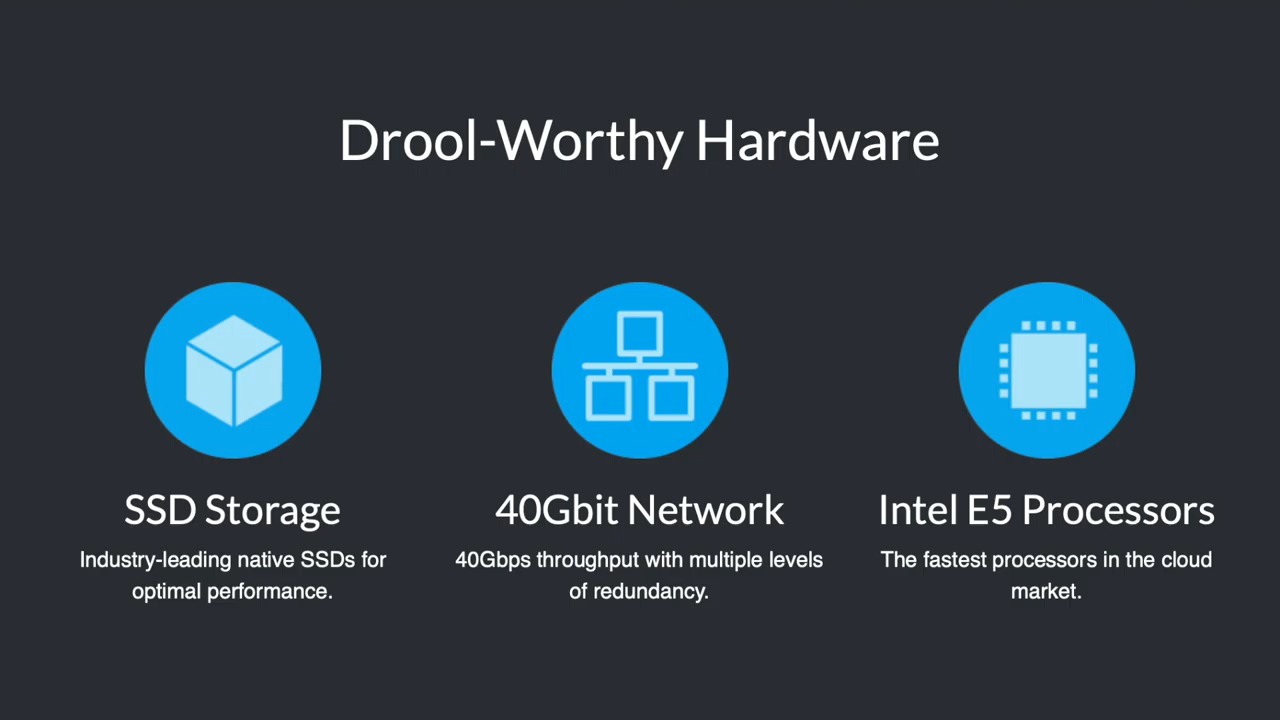 Drool-Worthy Hardware
SSD Storage
Industry-leading native SSDs for
optimal performance.
40Gbit Network
40Gbps throughput with multiple levels
of redundancy.
Intel E5 Processors
The fastest processors in the cloud
market.